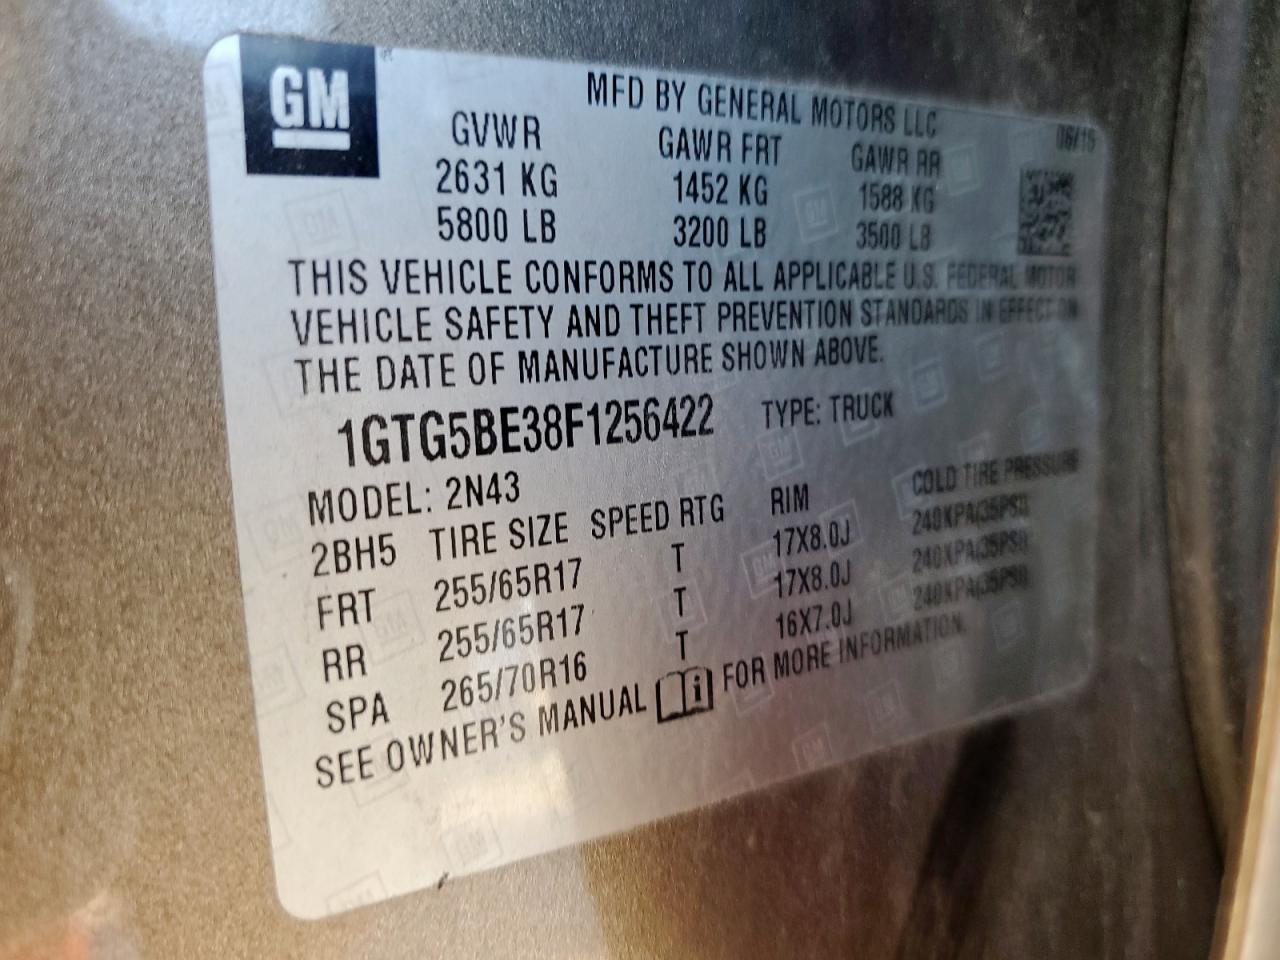 GM
MFD BY GENERAL MOTORS LLC
06/15
GVWR GAWR FRT GAWR RR
2631 KG 1452 KG 1588 KG
5800 LB 3200 LB 3500 LB
THIS VEHICLE CONFORMS TO ALL APPLICABLE U.S. FEDERAL MOTOR
VEHICLE SAFETY AND THEFT PREVENTION STANDARDS IN EFFECT ON
THE DATE OF MANUFACTURE SHOWN ABOVE.
1GTG5BE38F1256422 TYPE: TRUCK
MODEL: 2N43
2BH5 TIRE SIZE SPEED RTG RIM COLD TIRE PRESSURE
FRT 255/65R17 T 17X8.0J 240KPA(35PSI)
RR 255/65R17 T 17X8.0J 240KPA(35PSI)
SPA 265/70R16 T 16X7.0J 240KPA(35PSI)
SEE OWNER'S MANUAL i FOR MORE INFORMATION.